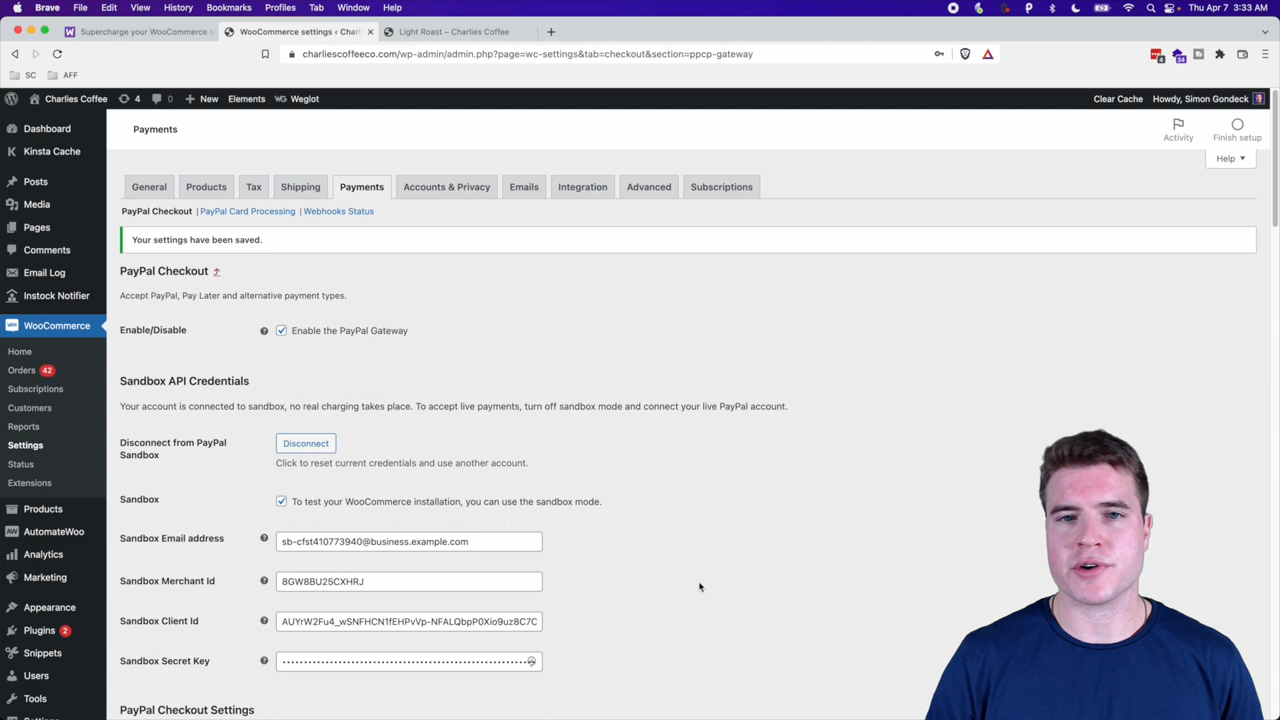 Brave File Edit View History Bookmarks Profiles Tab Window Help
Thu Apr 7 3:33 AM
Supercharge your WooCommerce s
WooCommerce settings ‹ Char
Light Roast – Charlies Coffee
charliescoffeeco.com/wp-admin/admin.php?page=wc-settings&tab=checkout&section=ppcp-gateway
SC AFF
Charlies Coffee 4 0 + New Elements Weglot Clear Cache Howdy, Simon Gondeck
Dashboard
Kinsta Cache
Posts
Media
Pages
Comments
Email Log
Instock Notifier
WooCommerce
Home
Orders 42
Subscriptions
Customers
Reports
Settings
Status
Extensions
Products
AutomateWoo
Analytics
Marketing
Appearance
Plugins 2
Snippets
Users
Tools
Payments
Activity
Finish setup
Help
General Products Tax Shipping Payments Accounts & Privacy Emails Integration Advanced Subscriptions
PayPal Checkout | PayPal Card Processing | Webhooks Status
Your settings have been saved.
PayPal Checkout
Accept PayPal, Pay Later and alternative payment types.
Enable/Disable Enable the PayPal Gateway
Sandbox API Credentials
Your account is connected to sandbox, no real charging takes place. To accept live payments, turn off sandbox mode and connect your live PayPal account.
Disconnect from PayPal
Sandbox
Disconnect
Click to reset current credentials and use another account.
Sandbox To test your WooCommerce installation, you can use the sandbox mode.
Sandbox Email address sb-cfst410773940@business.example.com
Sandbox Merchant Id 8GW8BU25CXHRJ
Sandbox Client Id AUYrW2Fu4_wSNFHCN1fEHPvVp-NFALQbpP0Xio9uz8C7C
Sandbox Secret Key
PayPal Checkout Settings